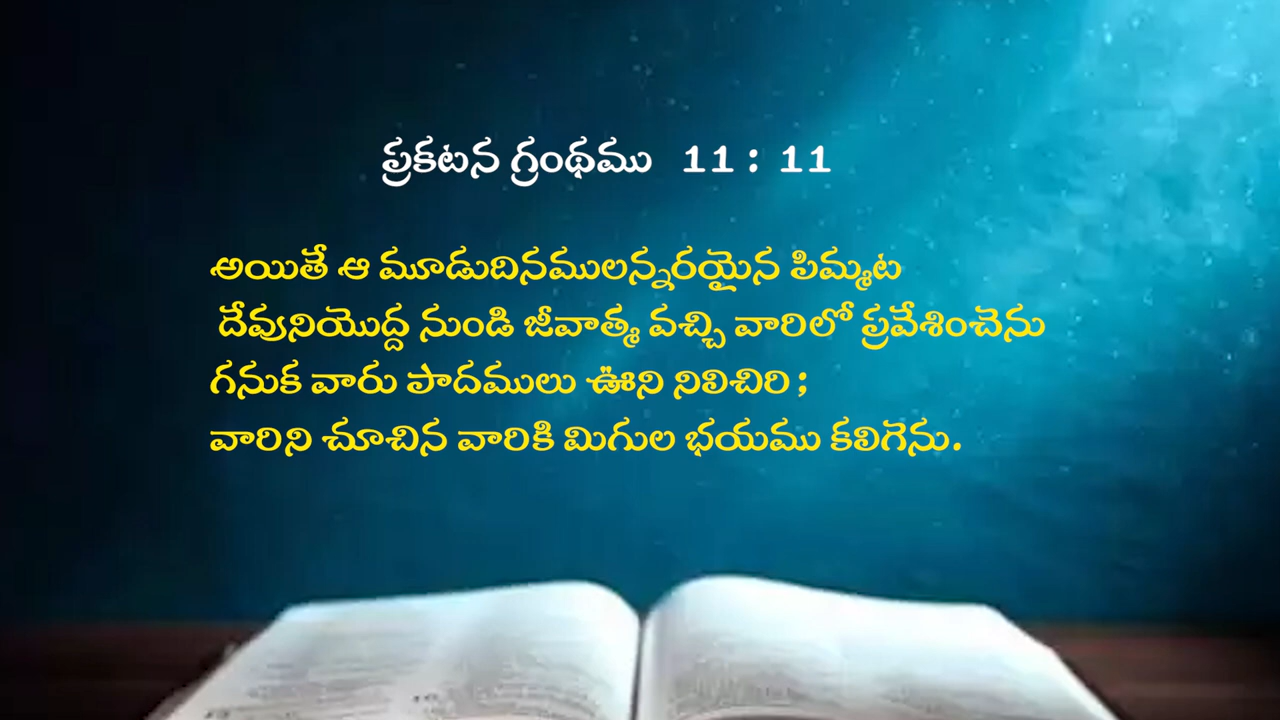 ప్రకటన గ్రంథము 11: 11
అయితే ఆ మూడుదినములన్నరయైన పిమ్మట
దేవునియొద్ద నుండి జీవాత్మ వచ్చి వారిలో ప్రవేశించెను
గనుక వారు పాదములు ఊని నిలిచిరి;
వారిని చూచిన వారికి మిగుల భయము కలిగెను.